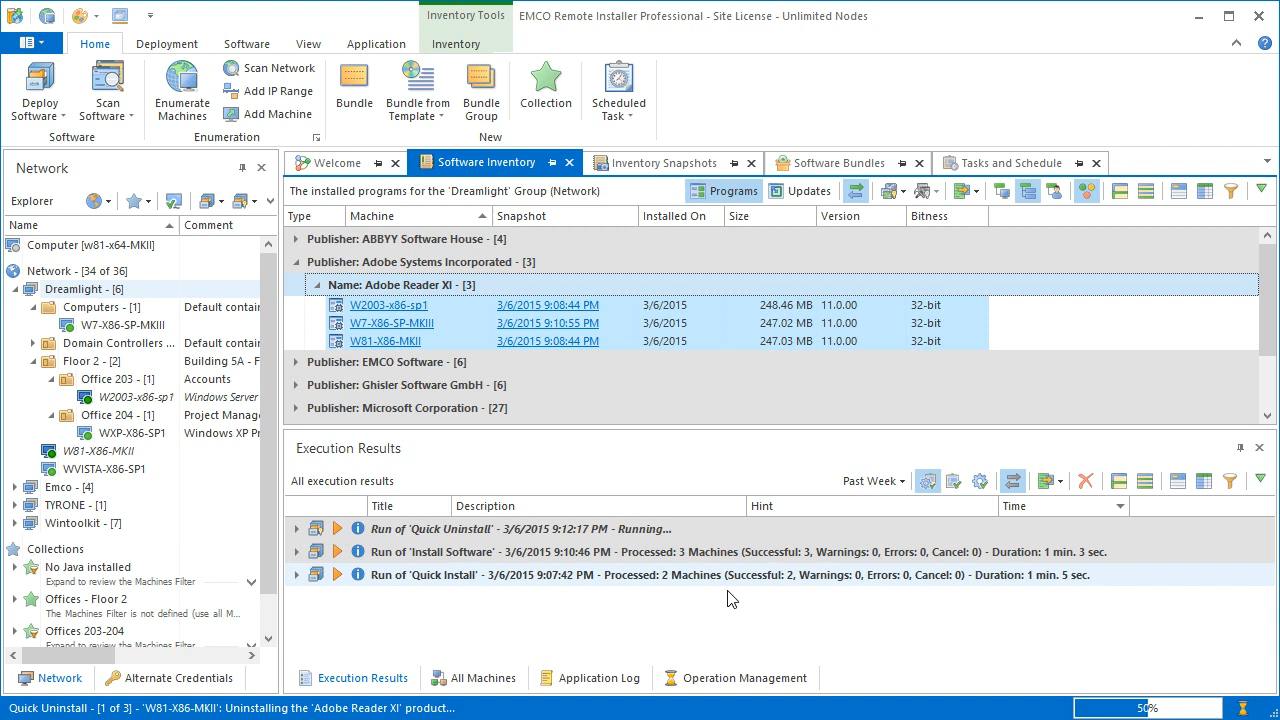 Inventory Tools
EMCO Remote Installer Professional - Site License - Unlimited Nodes
Home
Deployment
Software
View
Application
Inventory
Deploy Software
Scan Software
Software
Enumerate Machines
Scan Network
Add IP Range
Add Machine
Enumeration
Bundle
Bundle from Template
Bundle Group
Collection
Scheduled Task
New
Network
Explorer
Name Comment
Computer [w81-x64-MKII]
Network - [34 of 36]
Dreamlight - [6]
Computers - [1] Default contai
W7-X86-SP-MKIII
Domain Controllers ... Default contai
Floor 2 - [2] Building 5A - F
Office 203 - [1] Accounts
W2003-x86-sp1 Windows Server
Office 204 - [1] Project Manag
WXP-X86-SP1 Windows XP Pr
W81-X86-MKII
WVISTA-X86-SP1
Emco - [4]
TYRONE - [1]
Wintoolkit - [7]
Collections
No Java installed
Expand to review the Machines Filter
Offices - Floor 2
The Machines Filter is not defined (use all M...
Offices 203-204
Expand to review the Machines Filter
Network
Alternate Credentials
Welcome
Software Inventory
Inventory Snapshots
Software Bundles
Tasks and Schedule
The installed programs for the 'Dreamlight' Group (Network)
Programs
Updates
Type Machine Snapshot Installed On Size Version Bitness
Publisher: ABBYY Software House - [4]
Publisher: Adobe Systems Incorporated - [3]
Name: Adobe Reader XI - [3]
W2003-x86-sp1 3/6/2015 9:08:44 PM 3/6/2015 248.46 MB 11.0.00 32-bit
W7-X86-SP-MKIII 3/6/2015 9:10:55 PM 3/6/2015 247.02 MB 11.0.00 32-bit
W81-X86-MKII 3/6/2015 9:08:44 PM 3/6/2015 247.03 MB 11.0.00 32-bit
Publisher: EMCO Software - [6]
Publisher: Ghisler Software GmbH - [6]
Publisher: Microsoft Corporation - [27]
Execution Results
All execution results
Past Week
Title Description Hint Time
Run of 'Quick Uninstall' - 3/6/2015 9:12:17 PM - Running...
Run of 'Install Software' - 3/6/2015 9:10:46 PM - Processed: 3 Machines (Successful: 3, Warnings: 0, Errors: 0, Cancel: 0) - Duration: 1 min. 3 sec.
Run of 'Quick Install' - 3/6/2015 9:07:42 PM - Processed: 2 Machines (Successful: 2, Warnings: 0, Errors: 0, Cancel: 0) - Duration: 1 min. 5 sec.
Execution Results
All Machines
Application Log
Operation Management
Quick Uninstall - [1 of 3] - 'W81-X86-MKII': Uninstalling the 'Adobe Reader XI' product...
50%